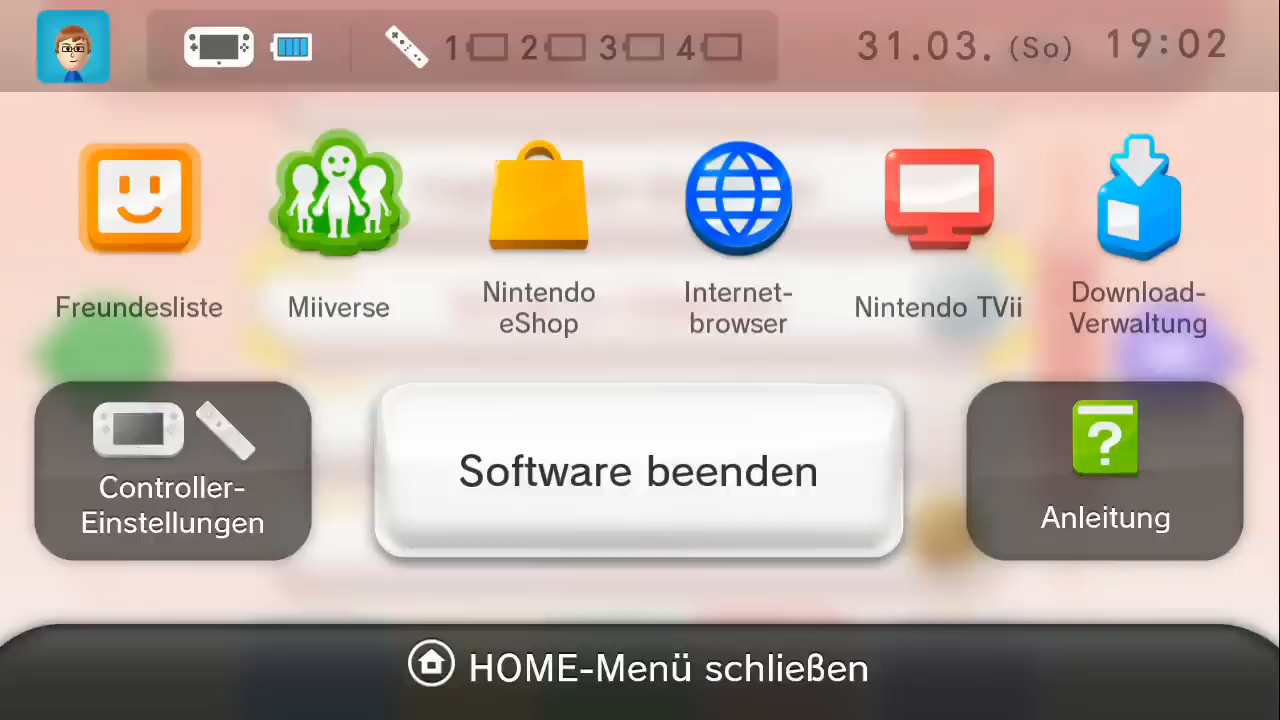 1 2 3 4 31.03. (So) 19:02
Freundesliste
Miiverse
Nintendo
eShop
Internet-
browser
Nintendo TVii
Download-
Verwaltung
Controller-
Einstellungen
Software beenden
?
Anleitung
HOME-Menü schließen